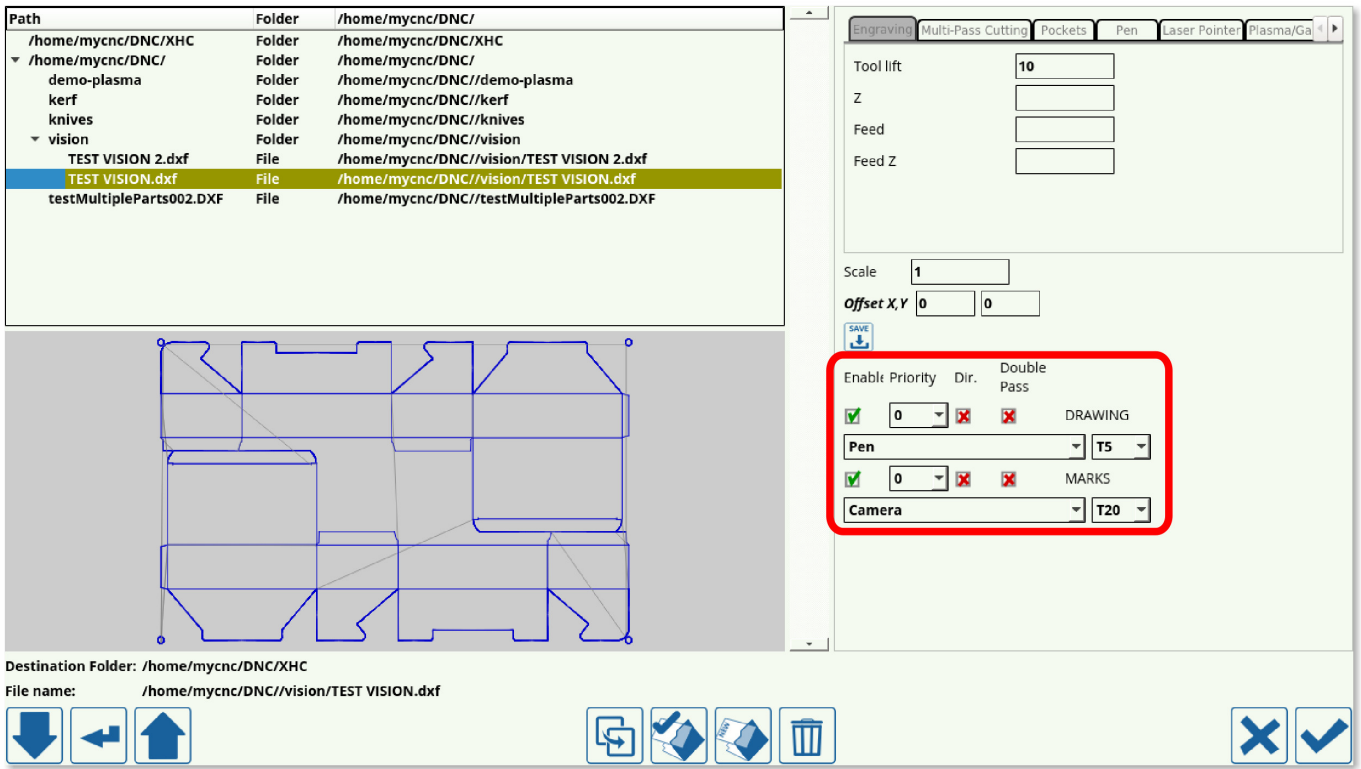 Path Folder /home/mycnc/DNC/
/home/mycnc/DNC/XHC Folder /home/mycnc/DNC/XHC
/home/mycnc/DNC/ Folder /home/mycnc/DNC/
demo-plasma Folder /home/mycnc/DNC//demo-plasma
kerf Folder /home/mycnc/DNC//kerf
knives Folder /home/mycnc/DNC//knives
vision Folder /home/mycnc/DNC//vision
TEST VISION 2.dxf File /home/mycnc/DNC//vision/TEST VISION 2.dxf
TEST VISION.dxf File /home/mycnc/DNC//vision/TEST VISION.dxf
testMultipleParts002.DXF File /home/mycnc/DNC//testMultipleParts002.DXF
Engraving Multi-Pass Cutting Pockets Pen Laser Pointer Plasma/Ga
Tool lift 10
Z
Feed
Feed Z
Scale 1
Offset X,Y 0 0
SAVE
Enable Priority Dir. Double
Pass
0 DRAWING
Pen T5
0 MARKS
Camera T20
Destination Folder: /home/mycnc/DNC/XHC
File name: /home/mycnc/DNC//vision/TEST VISION.dxf
NEW